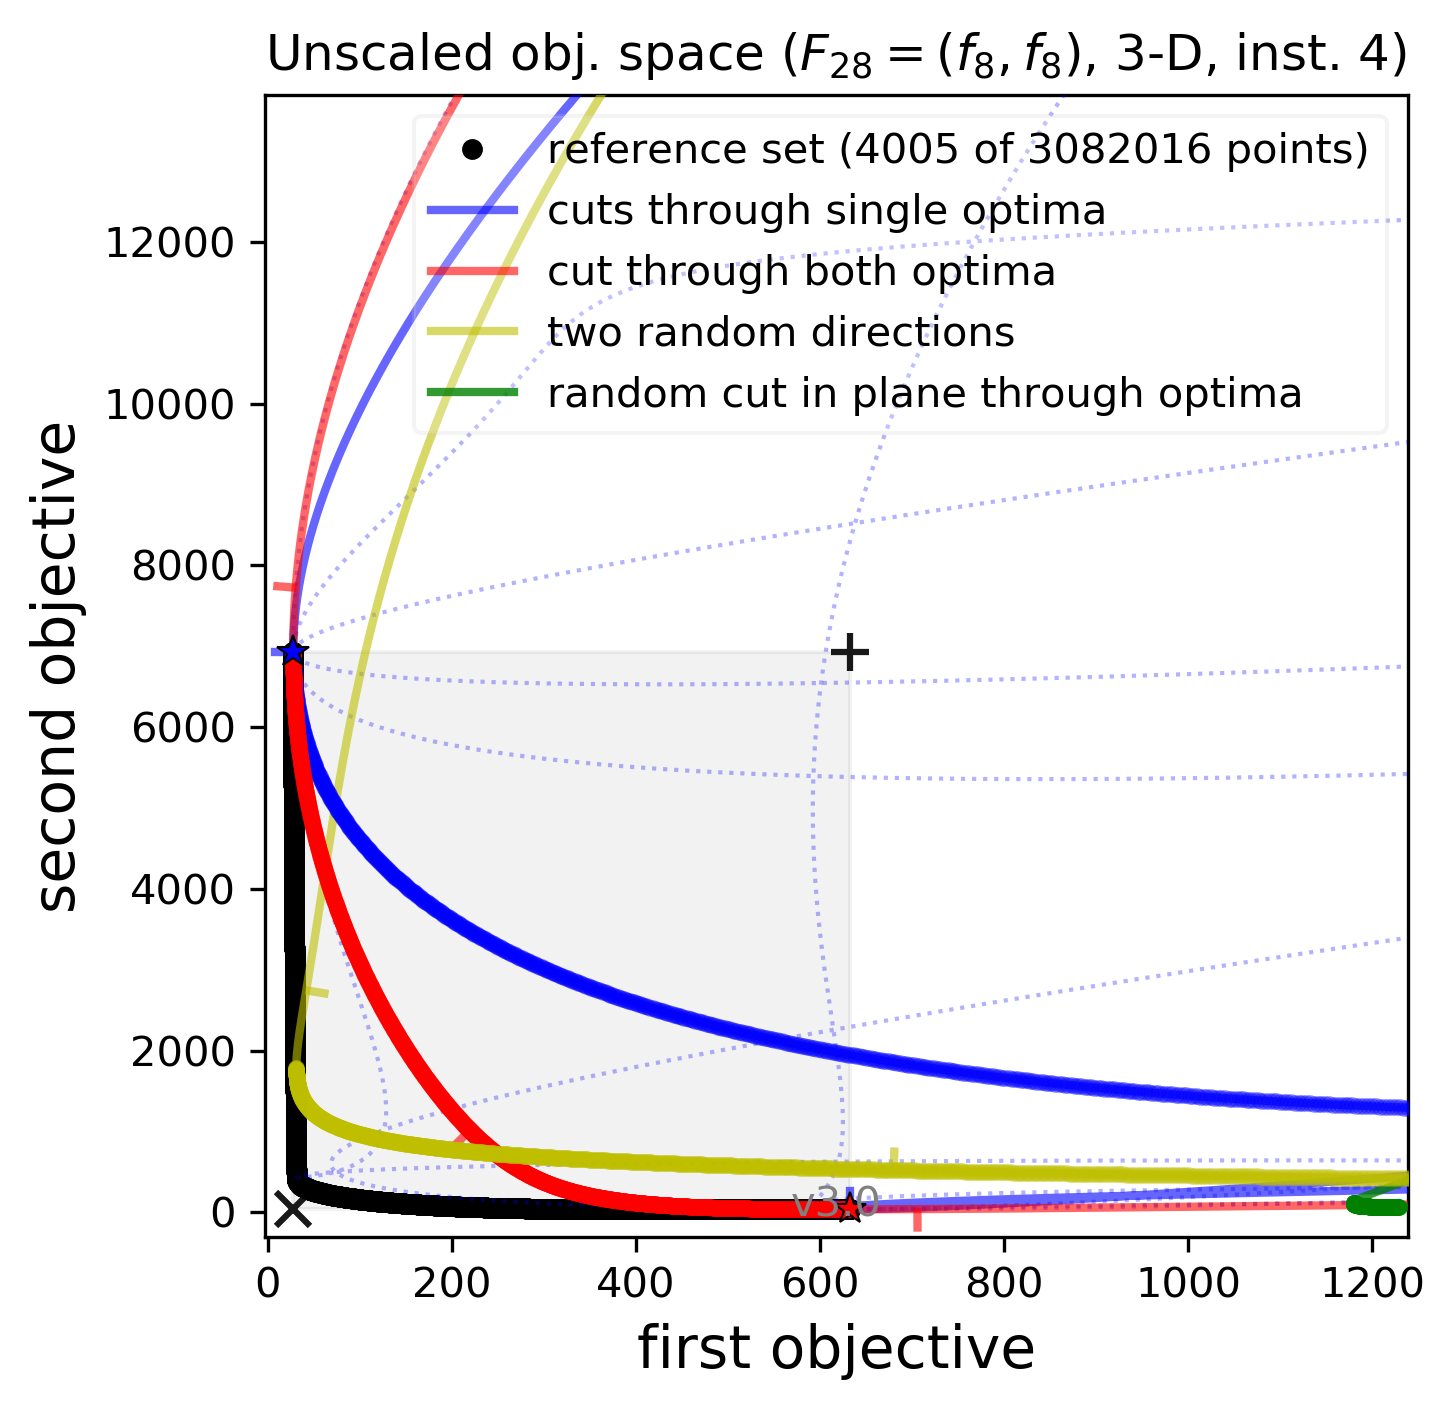 Unscaled obj. space (F₂₈ = (f₈, f₈), 3-D, inst. 4)
reference set (4005 of 3082016 points)
cuts through single optima
cut through both optima
two random directions
random cut in plane through optima
12000
10000
8000
6000
4000
2000
0
second objective
v3.0
0 200 400 600 800 1000 1200
first objective